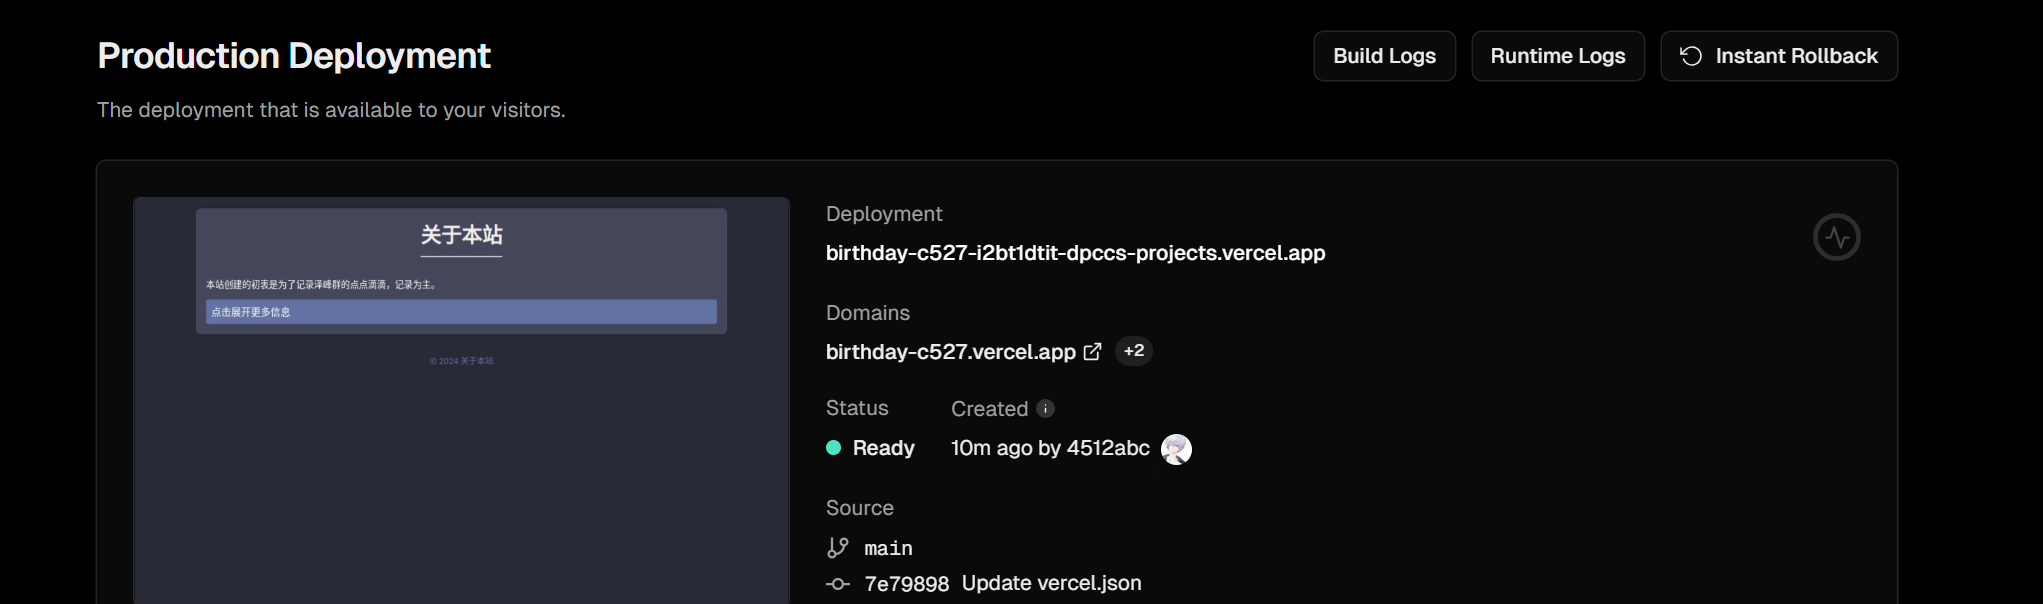 Production Deployment
Build Logs
Runtime Logs
Instant Rollback
The deployment that is available to your visitors.
关于本站
本站创建的初衷是为了记录泽峰群的点点滴滴，记录为主。
点击展开更多信息
© 2024 关于本站
Deployment
birthday-c527-i2bt1dtit-dpccs-projects.vercel.app
Domains
birthday-c527.vercel.app +2
Status
Created
Ready
10m ago by 4512abc
Source
main
7e79898 Update vercel.json